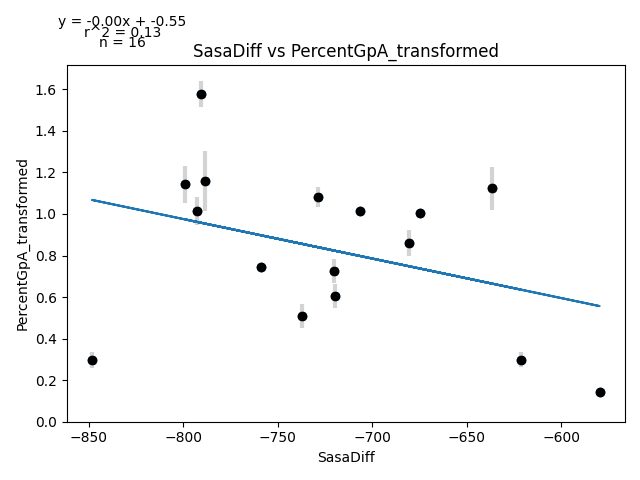 y = -0.00x + -0.55
r^2 = 0.13
n = 16
SasaDiff vs PercentGpA_transformed
1.6
1.4
1.2
1.0
0.8
0.6
0.4
0.2
0.0
PercentGpA_transformed
−850
−800
−750
−700
−650
−600
SasaDiff